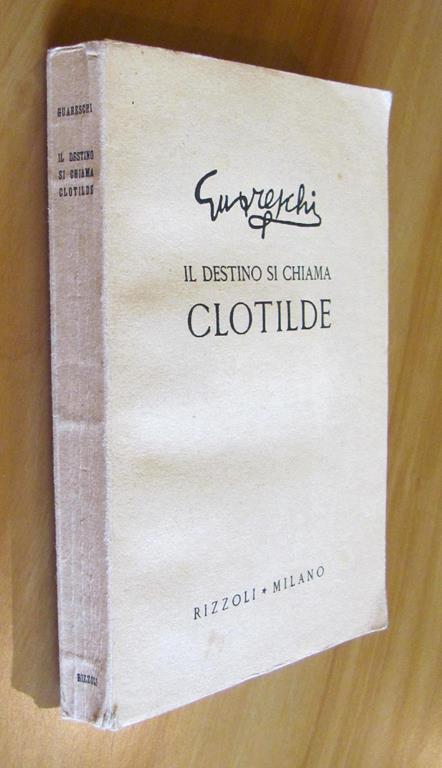 GUARESCHI
IL DESTINO
SI CHIAMA
CLOTILDE
RIZZOLI
Guareschi
IL DESTINO SI CHIAMA
CLOTILDE
RIZZOLI * MILANO